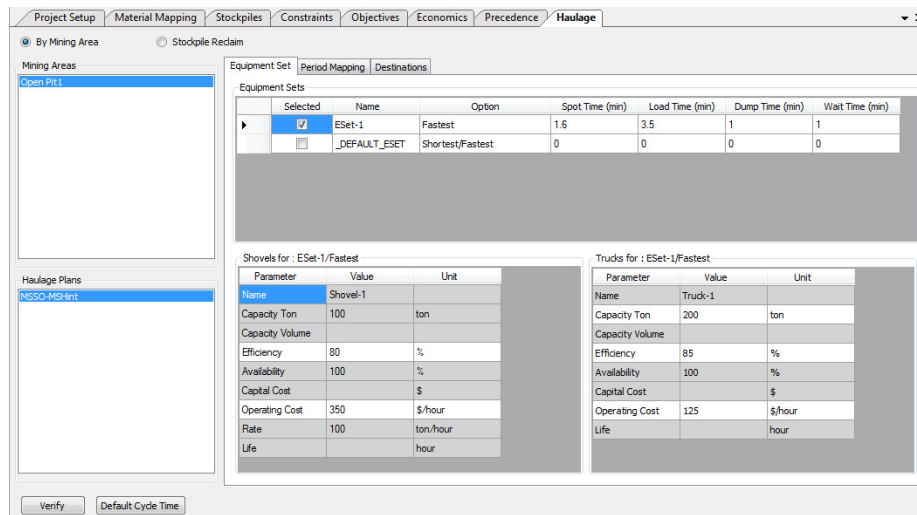 Project Setup Material Mapping Stockpiles Constraints Objectives Economics Precedence Haulage
By Mining Area Stockpile Reclaim
Mining Areas
Open Pit1
Equipment Set Period Mapping Destinations
Equipment Sets
Selected Name Option Spot Time (min) Load Time (min) Dump Time (min) Wait Time (min)
ESet-1 Fastest 1.6 3.5 1 1
_DEFAULT_ESET Shortest/Fastest 0 0 0 0
Haulage Plans
MSSO-MSHint
Shovels for : ESet-1/Fastest
Parameter Value Unit
Name Shovel-1
Capacity Ton 100 ton
Capacity Volume
Efficiency 80 %
Availability 100 %
Capital Cost $
Operating Cost 350 $/hour
Rate 100 ton/hour
Life hour
Trucks for : ESet-1/Fastest
Parameter Value Unit
Name Truck-1
Capacity Ton 200 ton
Capacity Volume
Efficiency 85 %
Availability 100 %
Capital Cost $
Operating Cost 125 $/hour
Life hour
Verify Default Cycle Time